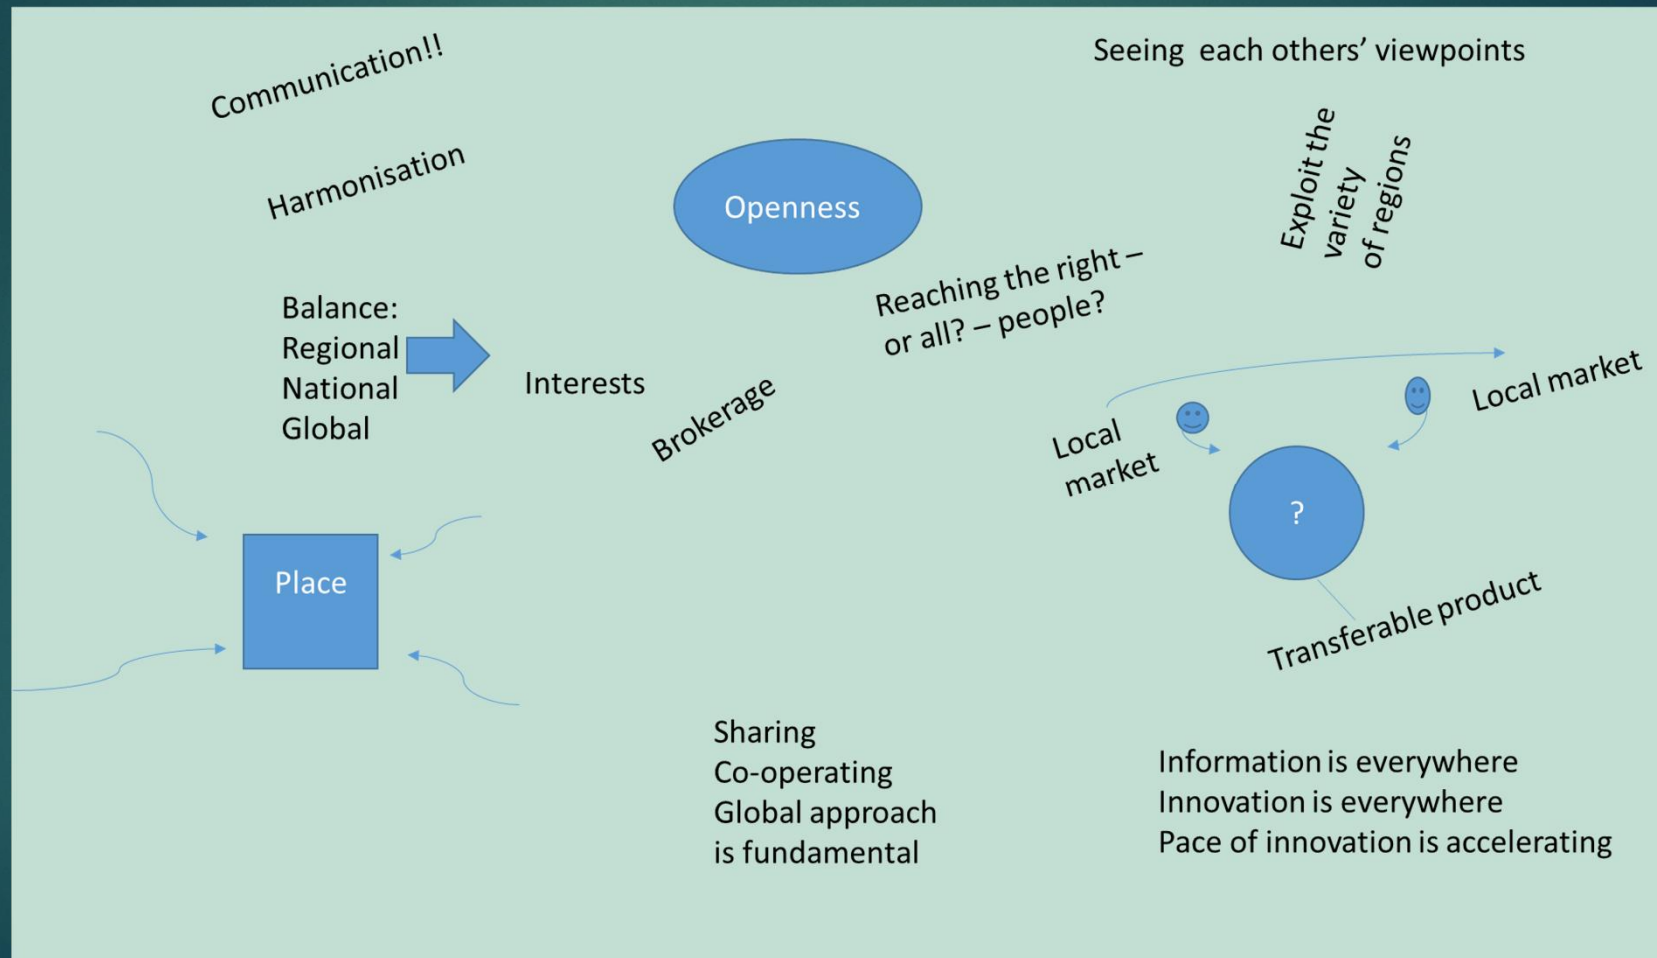 Communication!!
Seeing each others' viewpoints
Harmonisation
Openness
Exploit the
variety
of regions
Reaching the right –
or all? – people?
Balance:
Regional
National
Global
Interests
Brokerage
Local
market
Local market
?
Place
Transferable product
Sharing
Co-operating
Global approach
is fundamental
Information is everywhere
Innovation is everywhere
Pace of innovation is accelerating